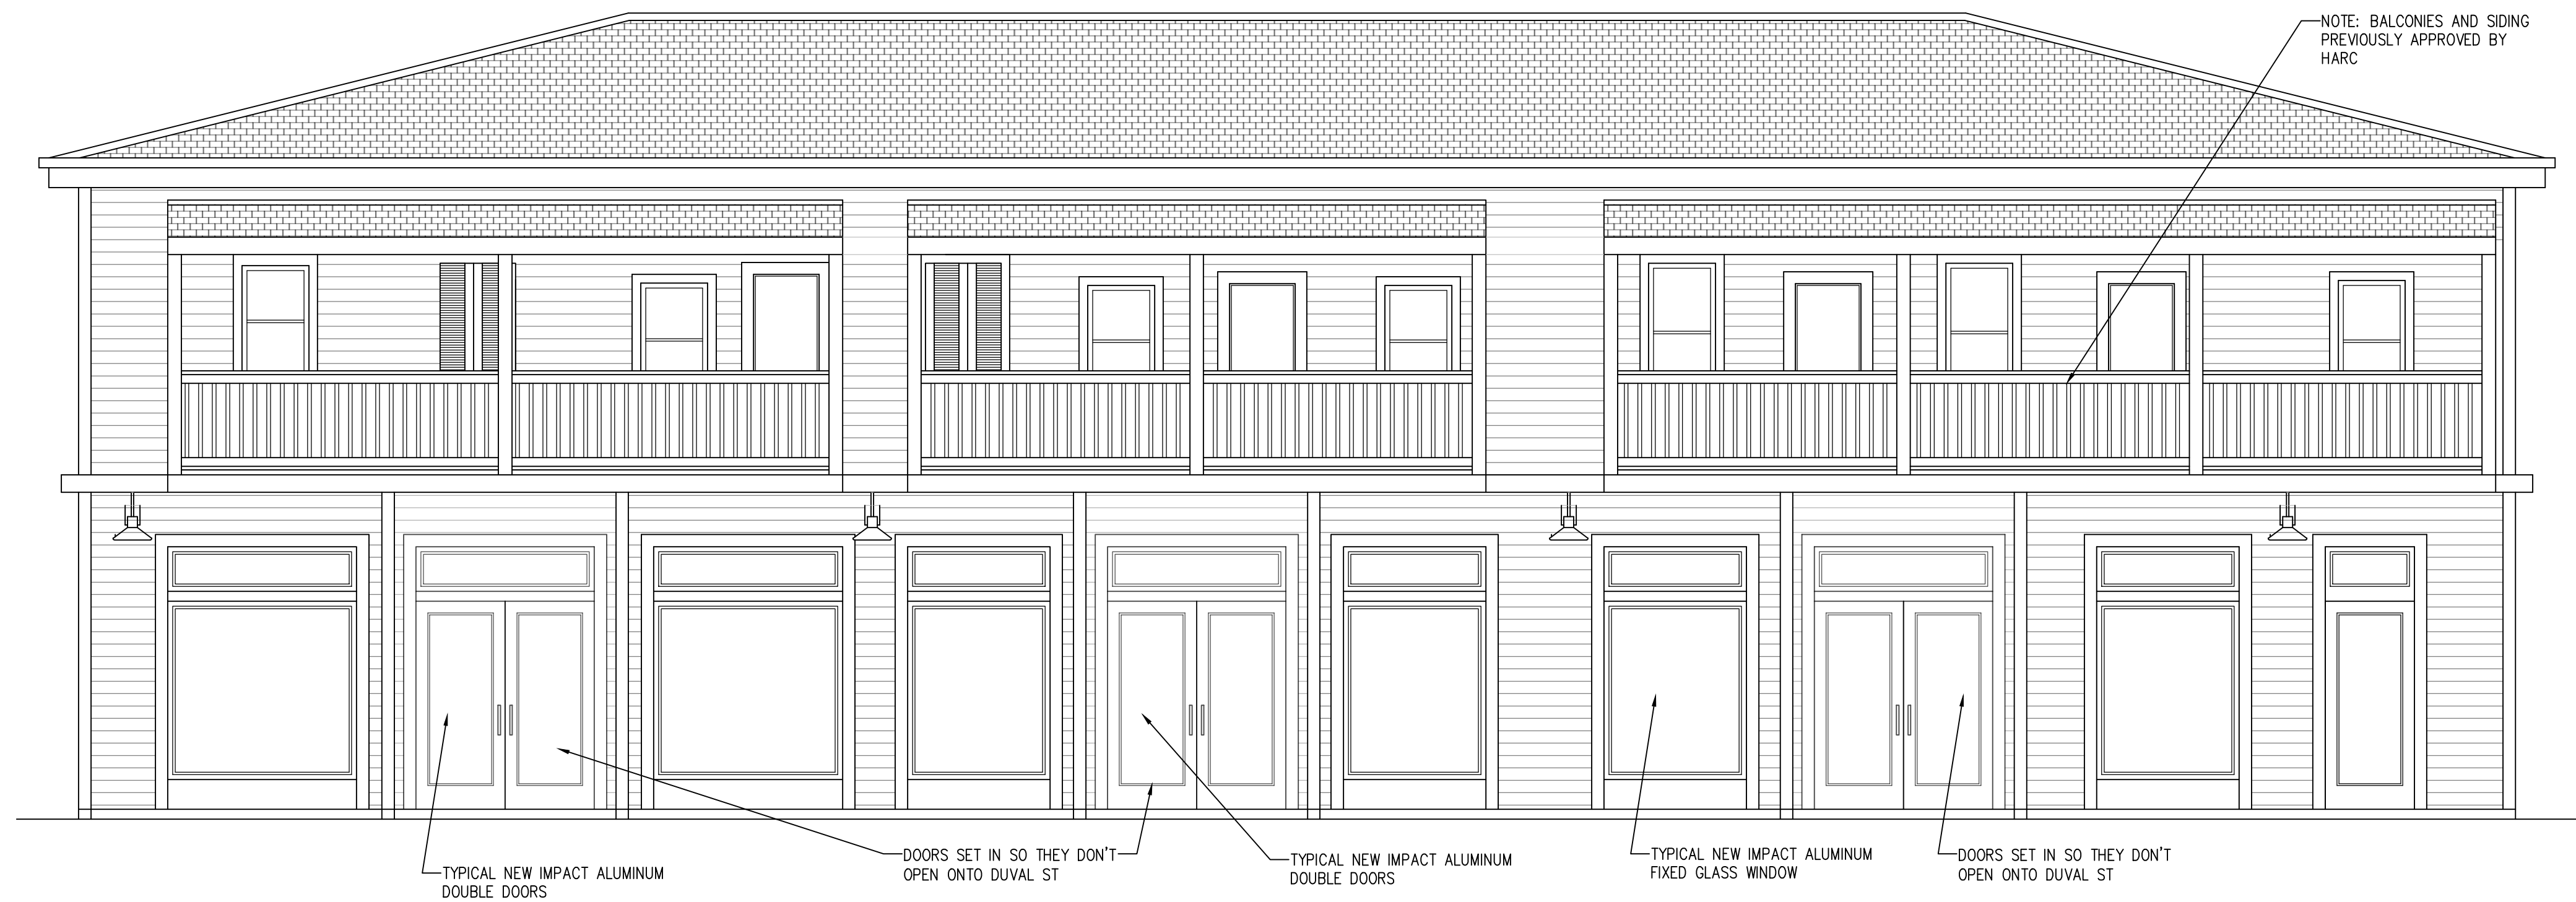 NOTE: BALCONIES AND SIDING
PREVIOUSLY APPROVED BY
HARC
TYPICAL NEW IMPACT ALUMINUM
DOUBLE DOORS
DOORS SET IN SO THEY DON'T
OPEN ONTO DUVAL ST
TYPICAL NEW IMPACT ALUMINUM
DOUBLE DOORS
TYPICAL NEW IMPACT ALUMINUM
FIXED GLASS WINDOW
DOORS SET IN SO THEY DON'T
OPEN ONTO DUVAL ST